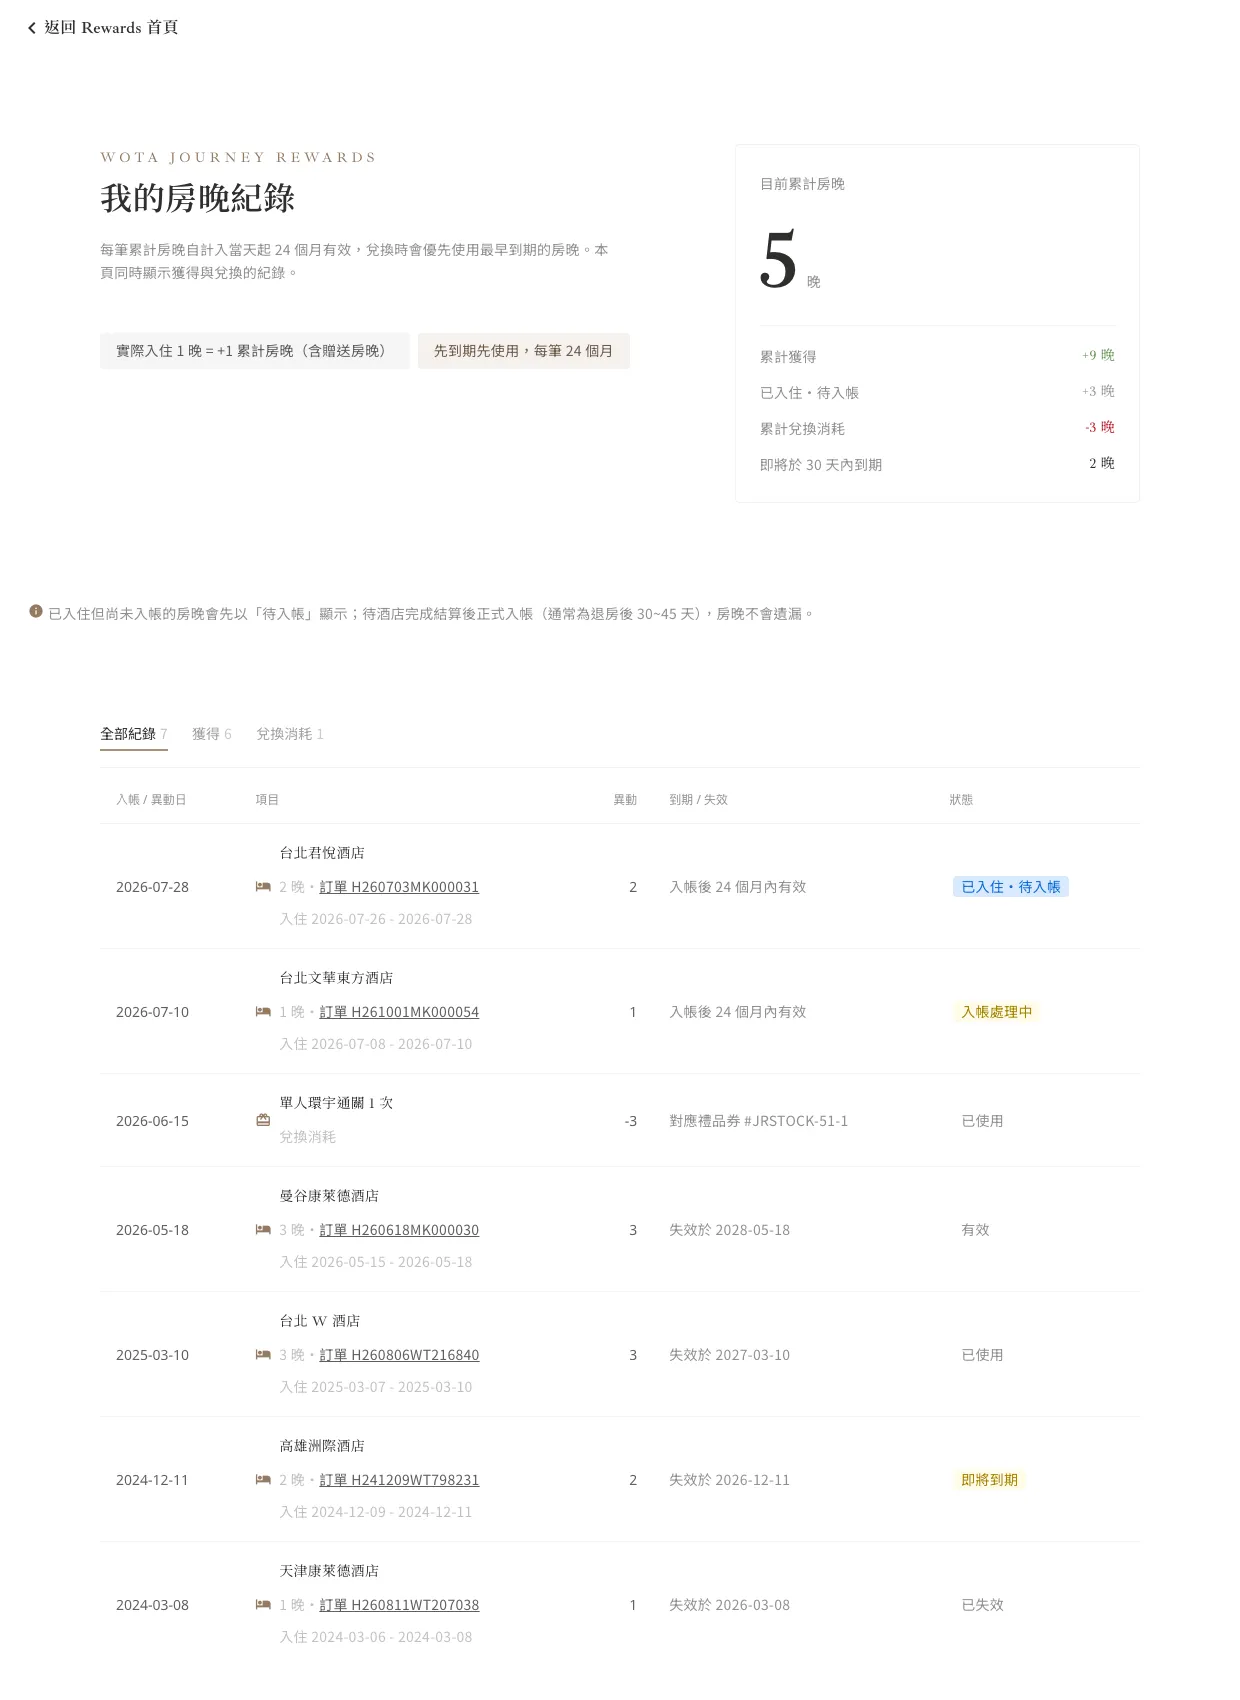 返回 Rewards 首頁
WOTA JOURNEY REWARDS
我的房晚紀錄
每筆累計房晚自計入當天起 24 個月有效，兌換時會優先使用最早到期的房晚。本
頁同時顯示獲得與兌換的紀錄。
實際入住 1 晚 = +1 累計房晚（含贈送房晚）
先到期先使用，每筆 24 個月
目前累計房晚
5 晚
累計獲得 +9 晚
已入住・待入帳 +3 晚
累計兌換消耗 -3 晚
即將於 30 天內到期 2 晚
已入住但尚未入帳的房晚會先以「待入帳」顯示；待酒店完成結算後正式入帳（通常為退房後 30~45 天），房晚不會遺漏。
全部紀錄 7 獲得 6 兌換消耗 1
入帳 / 異動日 項目 異動 到期 / 失效 狀態
台北君悅酒店
2026-07-28 2 晚・訂單 H260703MK000031 2 入帳後 24 個月內有效 已入住・待入帳
入住 2026-07-26 - 2026-07-28
台北文華東方酒店
2026-07-10 1 晚・訂單 H261001MK000054 1 入帳後 24 個月內有效 入帳處理中
入住 2026-07-08 - 2026-07-10
單人環宇通關 1 次
2026-06-15 -3 對應禮品券 #JRSTOCK-51-1 已使用
兌換消耗
曼谷康萊德酒店
2026-05-18 3 晚・訂單 H260618MK000030 3 失效於 2028-05-18 有效
入住 2026-05-15 - 2026-05-18
台北 W 酒店
2025-03-10 3 晚・訂單 H260806WT216840 3 失效於 2027-03-10 已使用
入住 2025-03-07 - 2025-03-10
高雄洲際酒店
2024-12-11 2 晚・訂單 H241209WT798231 2 失效於 2026-12-11 即將到期
入住 2024-12-09 - 2024-12-11
天津康萊德酒店
2024-03-08 1 晚・訂單 H260811WT207038 1 失效於 2026-03-08 已失效
入住 2024-03-06 - 2024-03-08